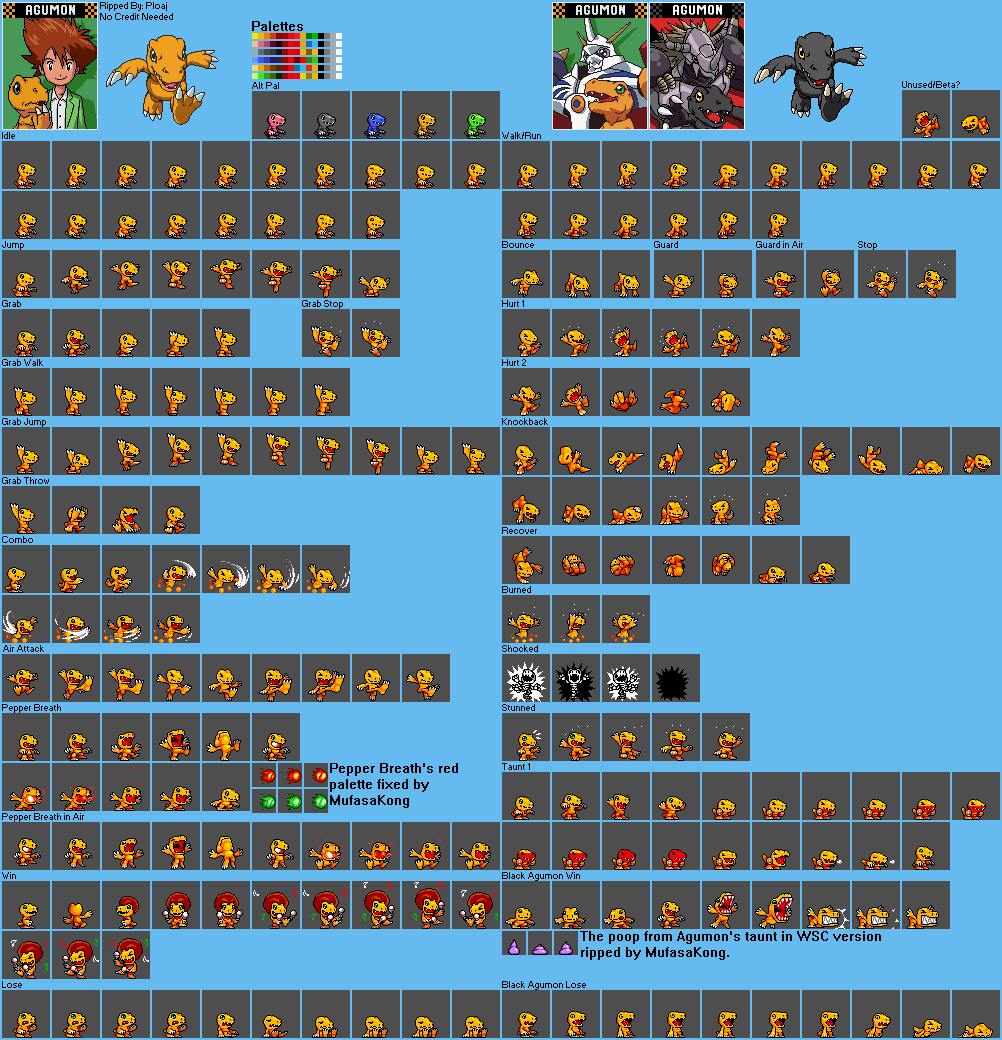 AGUMON
Ripped By: Ploaj
No Credit Needed
Palettes
Alt Pal
AGUMON
AGUMON
Unused/Beta?
Idle
Walk/Run
Jump
Bounce
Guard
Guard in Air
Stop
Grab
Grab Stop
Hurt 1
Grab Walk
Hurt 2
Grab Jump
Knockback
Grab Throw
Recover
Combo
Burned
Air Attack
Shocked
Pepper Breath
Stunned
Pepper Breath's red
palette fixed by
MufasaKong
Taunt 1
Pepper Breath in Air
Win
Black Agumon Win
The poop from Agumon's taunt in WSC version
ripped by MufasaKong.
Lose
Black Agumon Lose